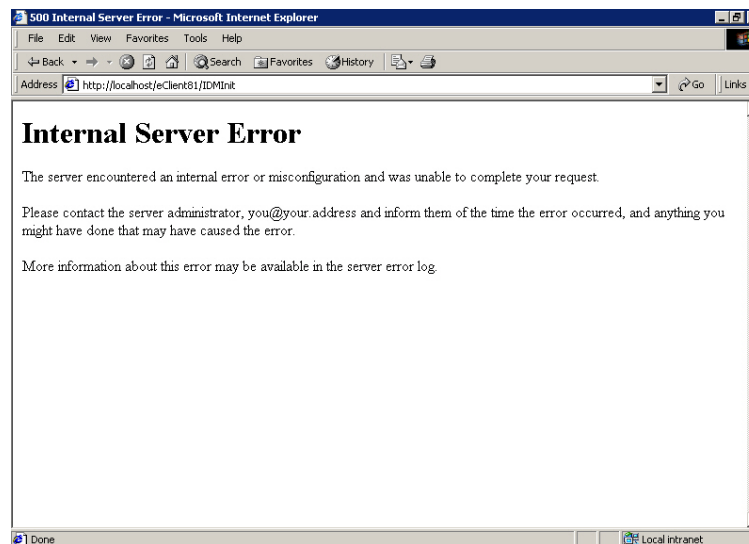 500 Internal Server Error - Microsoft Internet Explorer
File Edit View Favorites Tools Help
Back Search Favorites History
Address http://localhost/eClient81/IDMInit Go Links
Internal Server Error
The server encountered an internal error or misconfiguration and was unable to complete your request.
Please contact the server administrator, you@your.address and inform them of the time the error occurred, and anything you
might have done that may have caused the error.
More information about this error may be available in the server error log.
Done Local intranet